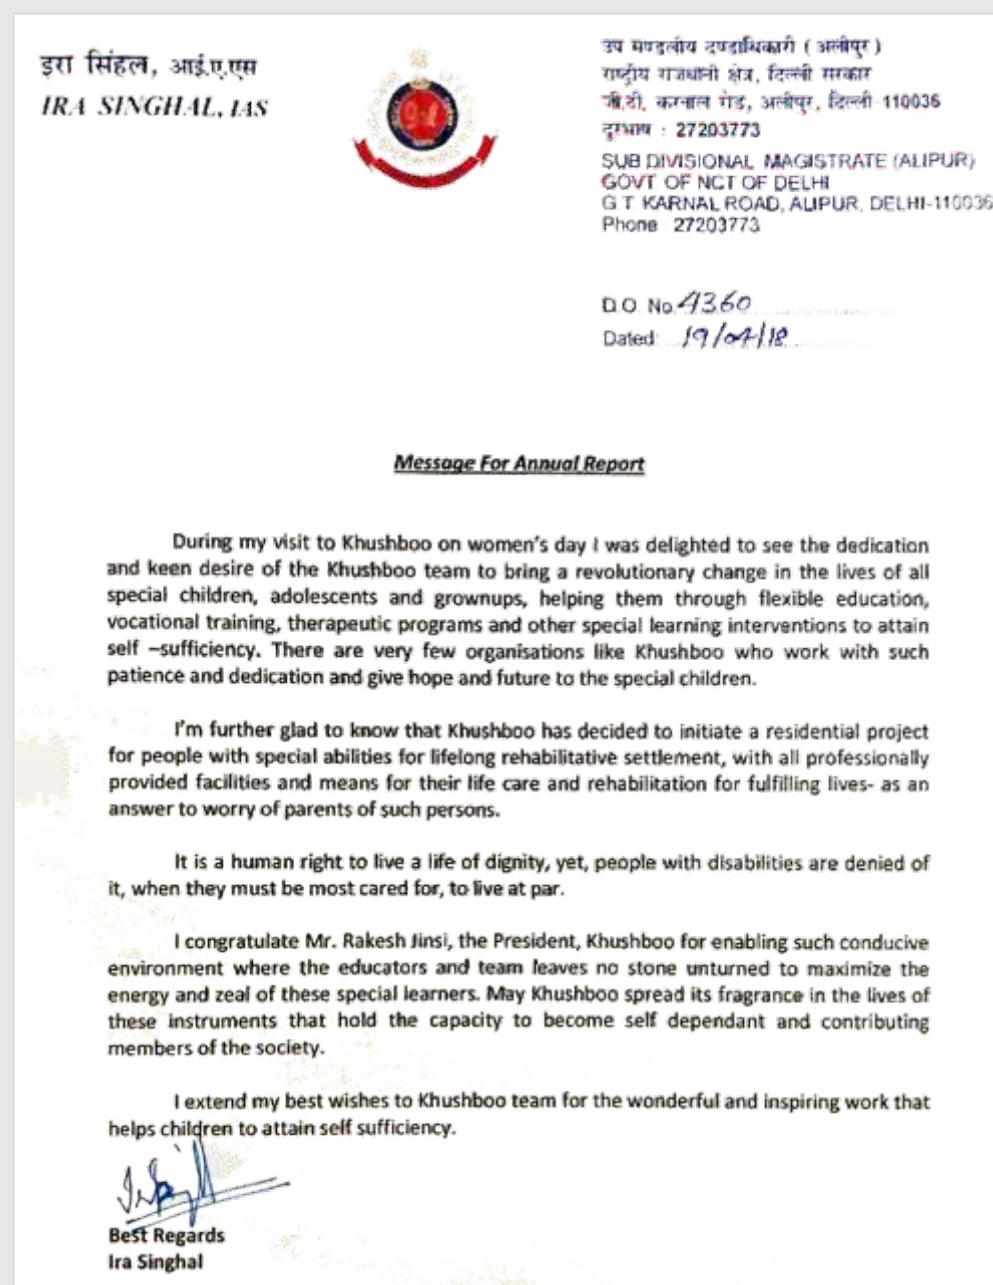 इरा सिंहल, आई.ए.एस
IRA SINGHAL, IAS
उप मण्डलीय दण्डाधिकारी ( अलीपुर )
राष्ट्रीय राजधानी क्षेत्र, दिल्ली सरकार
जी.टी. करनाल रोड, अलीपुर, दिल्ली-110036
दूरभाष : 27203773
SUB DIVISIONAL MAGISTRATE (ALIPUR)
GOVT OF NCT OF DELHI
G T KARNAL ROAD, ALIPUR, DELHI-110036
Phone 27203773
D.O. No. 4360
Dated: 19/04/18
Message For Annual Report
During my visit to Khushboo on women's day I was delighted to see the dedication
and keen desire of the Khushboo team to bring a revolutionary change in the lives of all
special children, adolescents and grownups, helping them through flexible education,
vocational training, therapeutic programs and other special learning interventions to attain
self –sufficiency. There are very few organisations like Khushboo who work with such
patience and dedication and give hope and future to the special children.
I'm further glad to know that Khushboo has decided to initiate a residential project
for people with special abilities for lifelong rehabilitative settlement, with all professionally
provided facilities and means for their life care and rehabilitation for fulfilling lives- as an
answer to worry of parents of such persons.
It is a human right to live a life of dignity, yet, people with disabilities are denied of
it, when they must be most cared for, to live at par.
I congratulate Mr. Rakesh Jinsi, the President, Khushboo for enabling such conducive
environment where the educators and team leaves no stone unturned to maximize the
energy and zeal of these special learners. May Khushboo spread its fragrance in the lives of
these instruments that hold the capacity to become self dependant and contributing
members of the society.
I extend my best wishes to Khushboo team for the wonderful and inspiring work that
helps children to attain self sufficiency.
Best Regards
Ira Singhal